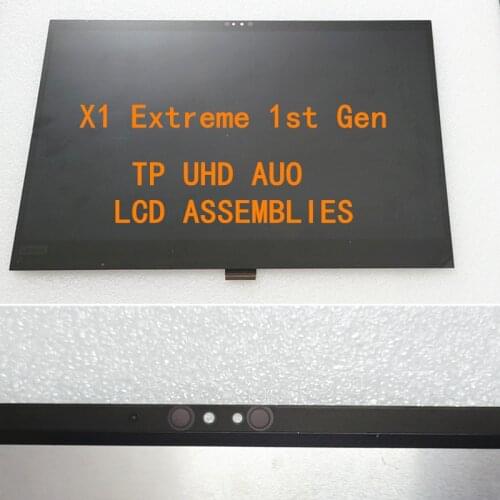 X1 Extreme 1st Gen
TP UHD AUO
LCD ASSEMBLIES